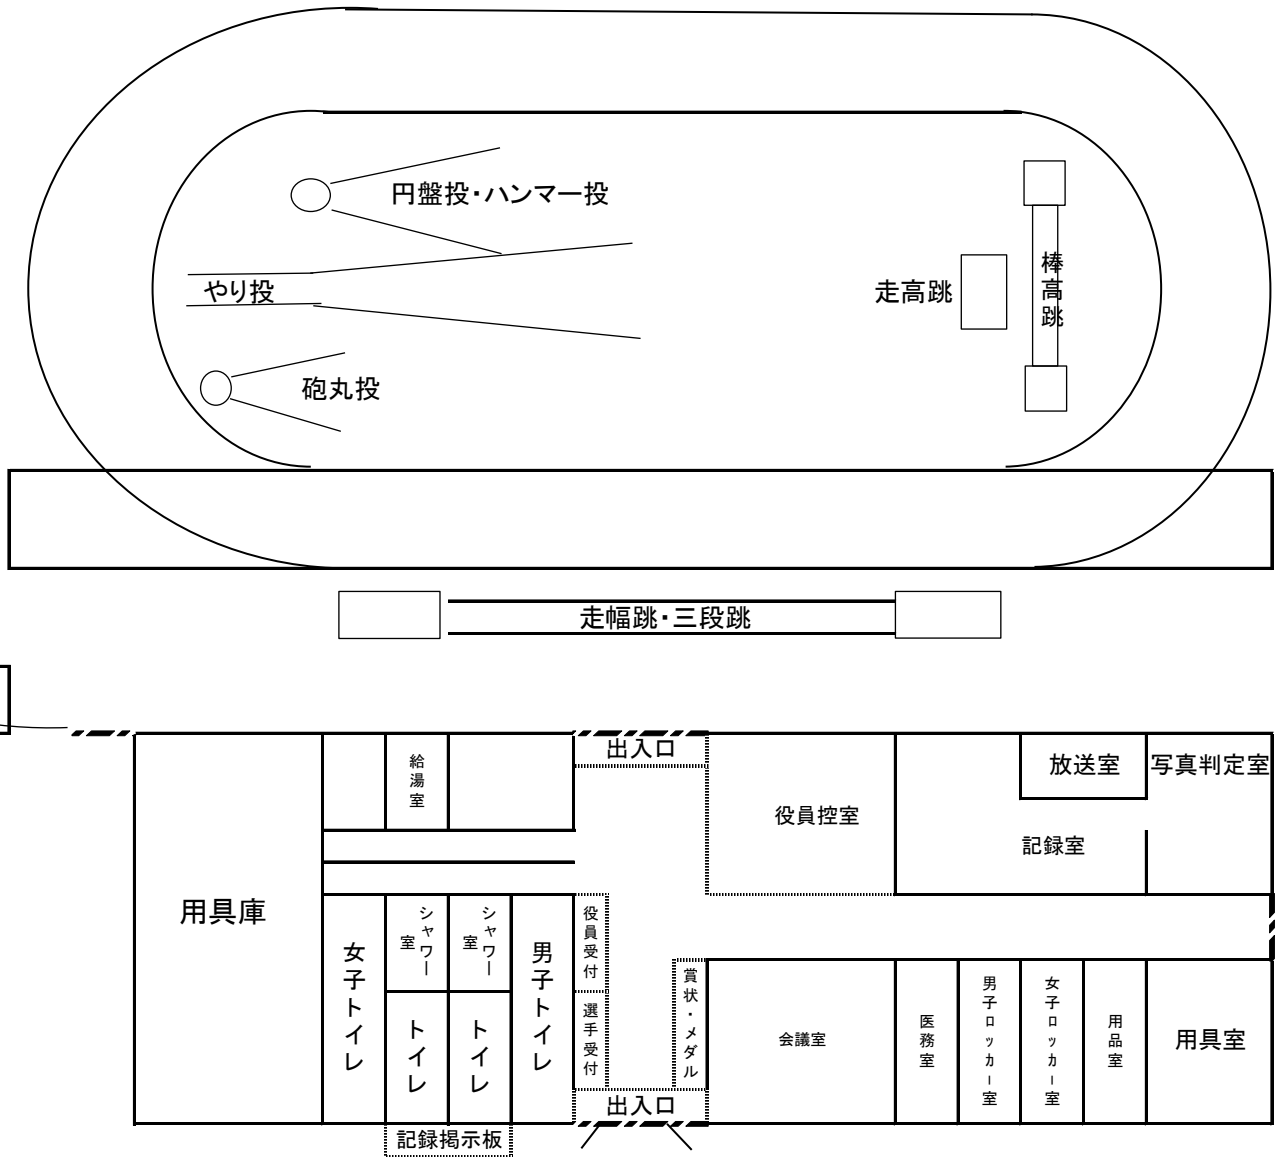 円盤投・ハンマー投
やり投
走高跳
棒高跳
砲丸投
走幅跳・三段跳
出入口
給湯室
放送室
写真判定室
役員控室
記録室
用具庫
女子トイレ
シャワー室
シャワー室
男子トイレ
役員受付
トイレ
トイレ
選手受付
賞状・メダル
会議室
医務室
男子ロッカー室
女子ロッカー室
用品室
用具室
出入口
記録掲示板